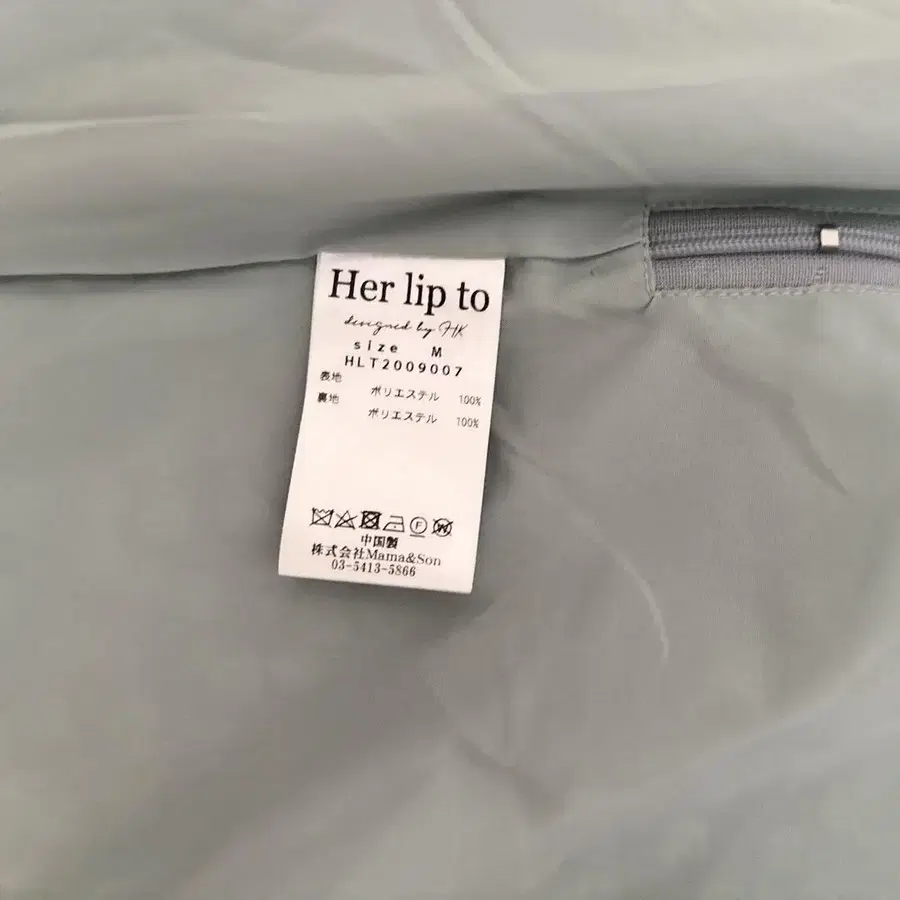 Her lip to
designed by HK
size M
HLT2009007
表地 ポリエステル 100%
裏地 ポリエステル 100%
中国製
株式会社Mama&Son
03-5413-5866